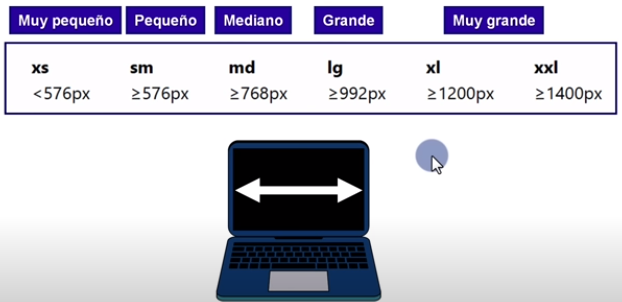 Muy pequeño Pequeño Mediano Grande Muy grande
xs sm md lg xl xxl
<576px ≥576px ≥768px ≥992px ≥1200px ≥1400px